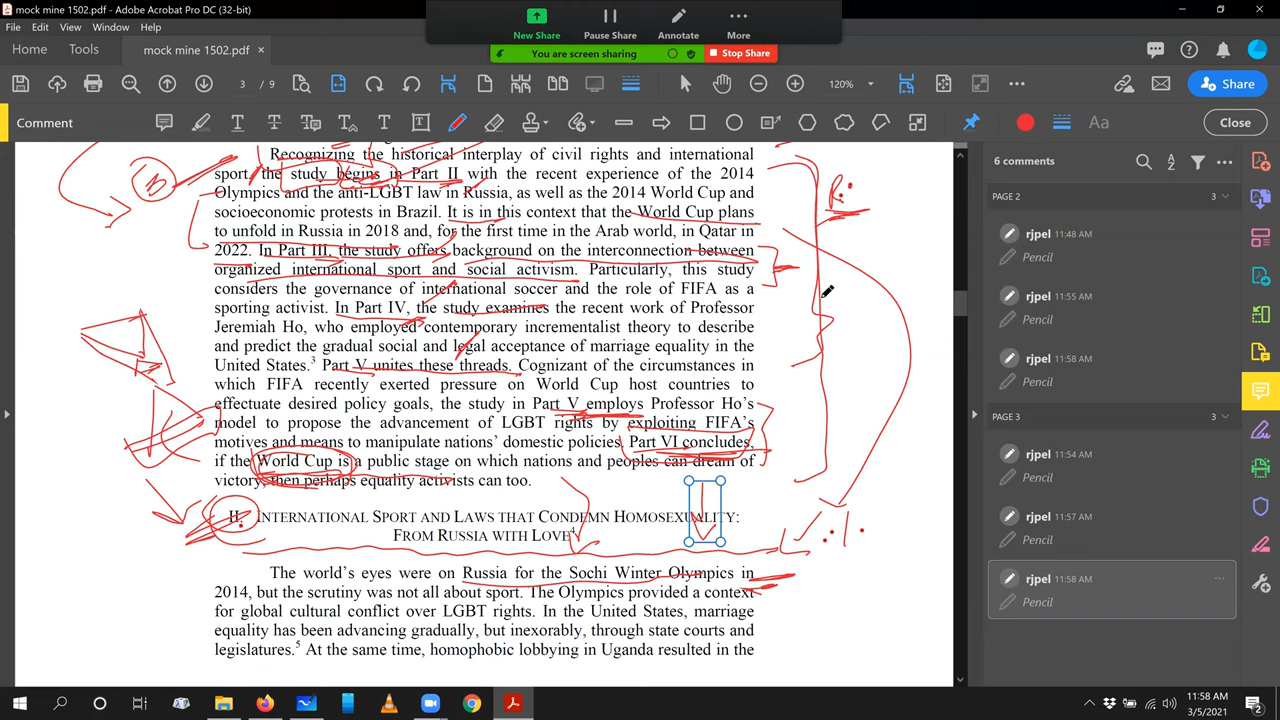 mock mine 1502.pdf - Adobe Acrobat Pro DC (32-bit)
File Edit View Window Help
New Share Pause Share Annotate More
You are screen sharing Stop Share
Home Tools mock mine 1502.pdf ×
3 / 9 120% Share
Comment Aa Close
Recognizing the historical interplay of civil rights and international
sport, the study begins in Part II with the recent experience of the 2014
Olympics and the anti-LGBT law in Russia, as well as the 2014 World Cup and
socioeconomic protests in Brazil. It is in this context that the World Cup plans
to unfold in Russia in 2018 and, for the first time in the Arab world, in Qatar in
2022. In Part III, the study offers background on the interconnection between
organized international sport and social activism. Particularly, this study
considers the governance of international soccer and the role of FIFA as a
sporting activist. In Part IV, the study examines the recent work of Professor
Jeremiah Ho, who employed contemporary incrementalist theory to describe
and predict the gradual social and legal acceptance of marriage equality in the
United States.3 Part V unites these threads. Cognizant of the circumstances in
which FIFA recently exerted pressure on World Cup host countries to
effectuate desired policy goals, the study in Part V employs Professor Ho's
model to propose the advancement of LGBT rights by exploiting FIFA's
motives and means to manipulate nations' domestic policies. Part VI concludes,
if the World Cup is a public stage on which nations and peoples can dream of
victory, then perhaps equality activists can too.
II. INTERNATIONAL SPORT AND LAWS THAT CONDEMN HOMOSEXUALITY:
FROM RUSSIA WITH LOVE4
The world's eyes were on Russia for the Sochi Winter Olympics in
2014, but the scrutiny was not all about sport. The Olympics provided a context
for global cultural conflict over LGBT rights. In the United States, marriage
equality has been advancing gradually, but inexorably, through state courts and
legislatures.5 At the same time, homophobic lobbying in Uganda resulted in the
6 comments
PAGE 2 3
rjpel 11:48 AM
Pencil
rjpel 11:55 AM
Pencil
rjpel 11:58 AM
Pencil
PAGE 3 3
rjpel 11:54 AM
Pencil
rjpel 11:57 AM
Pencil
rjpel 11:58 AM
Pencil
11:58 AM
3/5/2021
2